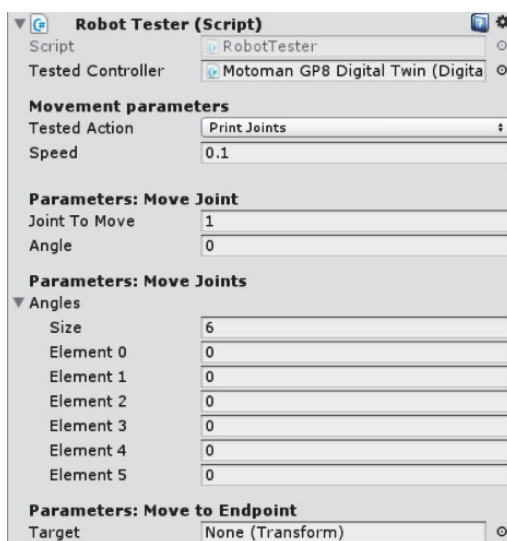 Robot Tester (Script)
Script RobotTester
Tested Controller Motoman GP8 Digital Twin (Digita
Movement parameters
Tested Action Print Joints
Speed 0.1
Parameters: Move Joint
Joint To Move 1
Angle 0
Parameters: Move Joints
Angles
Size 6
Element 0 0
Element 1 0
Element 2 0
Element 3 0
Element 4 0
Element 5 0
Parameters: Move to Endpoint
Target None (Transform)